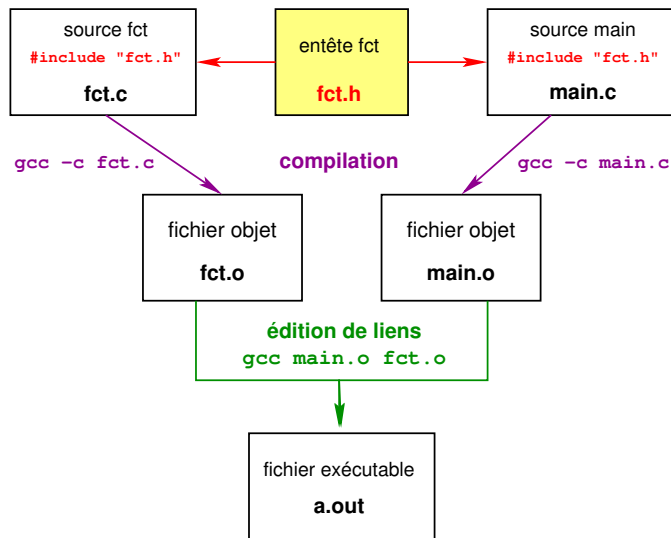 source fct
#include "fct.h"
fct.c
entête fct
fct.h
source main
#include "fct.h"
main.c
gcc −c fct.c
compilation
gcc −c main.c
fichier objet
fct.o
fichier objet
main.o
édition de liens
gcc main.o fct.o
fichier exécutable
a.out